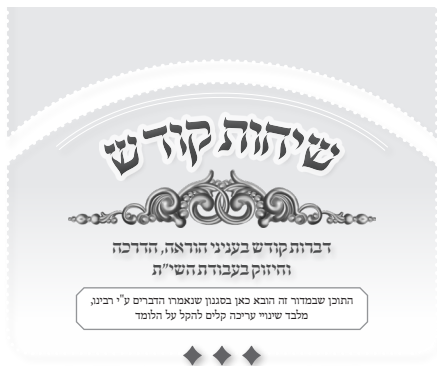 שיחות קודש
דברות קודש בעניני הוראה, הדרכה
וחיזוק בעבודת השי״ת
התוכן שבמדור זה הובא כאן בסגנון שנאמרו הדברים ע"י רבינו,
מלבד שינויי עריכה קלים להקל על הלומד